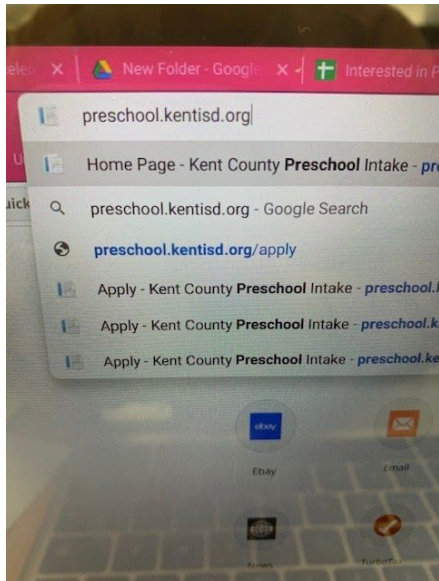 New Folder - Google
Interested in P
preschool.kentisd.org
Home Page - Kent County Preschool Intake - pre
preschool.kentisd.org - Google Search
preschool.kentisd.org/apply
Apply - Kent County Preschool Intake - preschool.k
Apply - Kent County Preschool Intake - preschool.k
Apply - Kent County Preschool Intake - preschool.ke
ebay
Ebay
Email
News
TurboTax